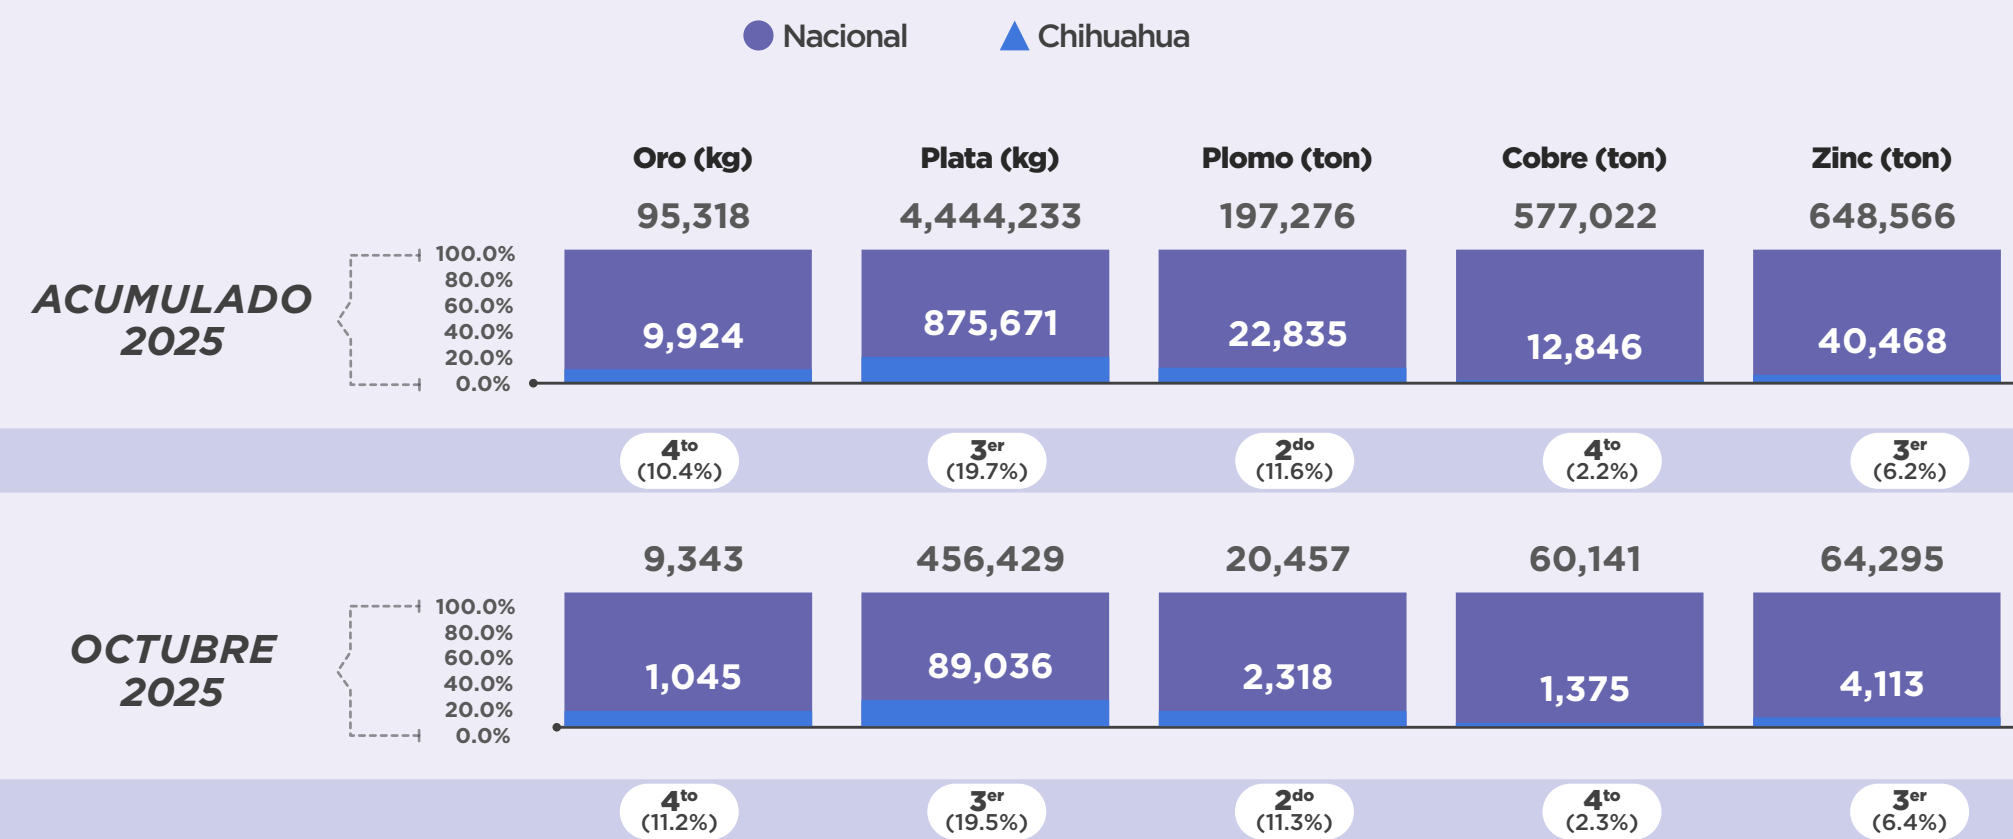 Nacional Chihuahua
Oro (kg) Plata (kg) Plomo (ton) Cobre (ton) Zinc (ton)
95,318 4,444,233 197,276 577,022 648,566
ACUMULADO
2025
100.0%
80.0%
60.0%
40.0%
20.0%
0.0%
9,924 875,671 22,835 12,846 40,468
4to 3er 2do 4to 3er
(10.4%) (19.7%) (11.6%) (2.2%) (6.2%)
9,343 456,429 20,457 60,141 64,295
OCTUBRE
2025
100.0%
80.0%
60.0%
40.0%
20.0%
0.0%
1,045 89,036 2,318 1,375 4,113
4to 3er 2do 4to 3er
(11.2%) (19.5%) (11.3%) (2.3%) (6.4%)